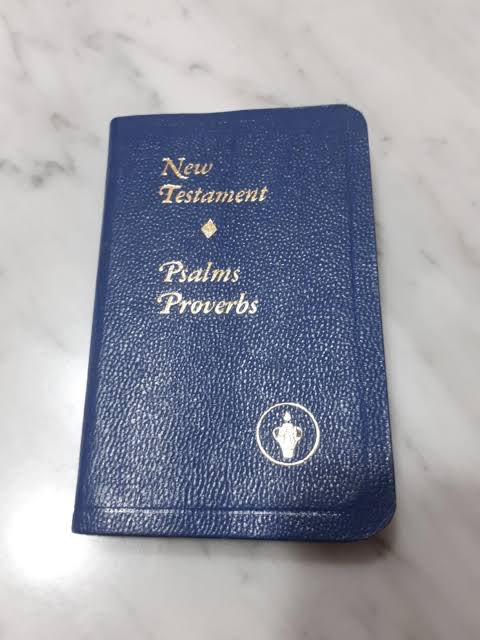 New
Testament
Psalms
Proverbs